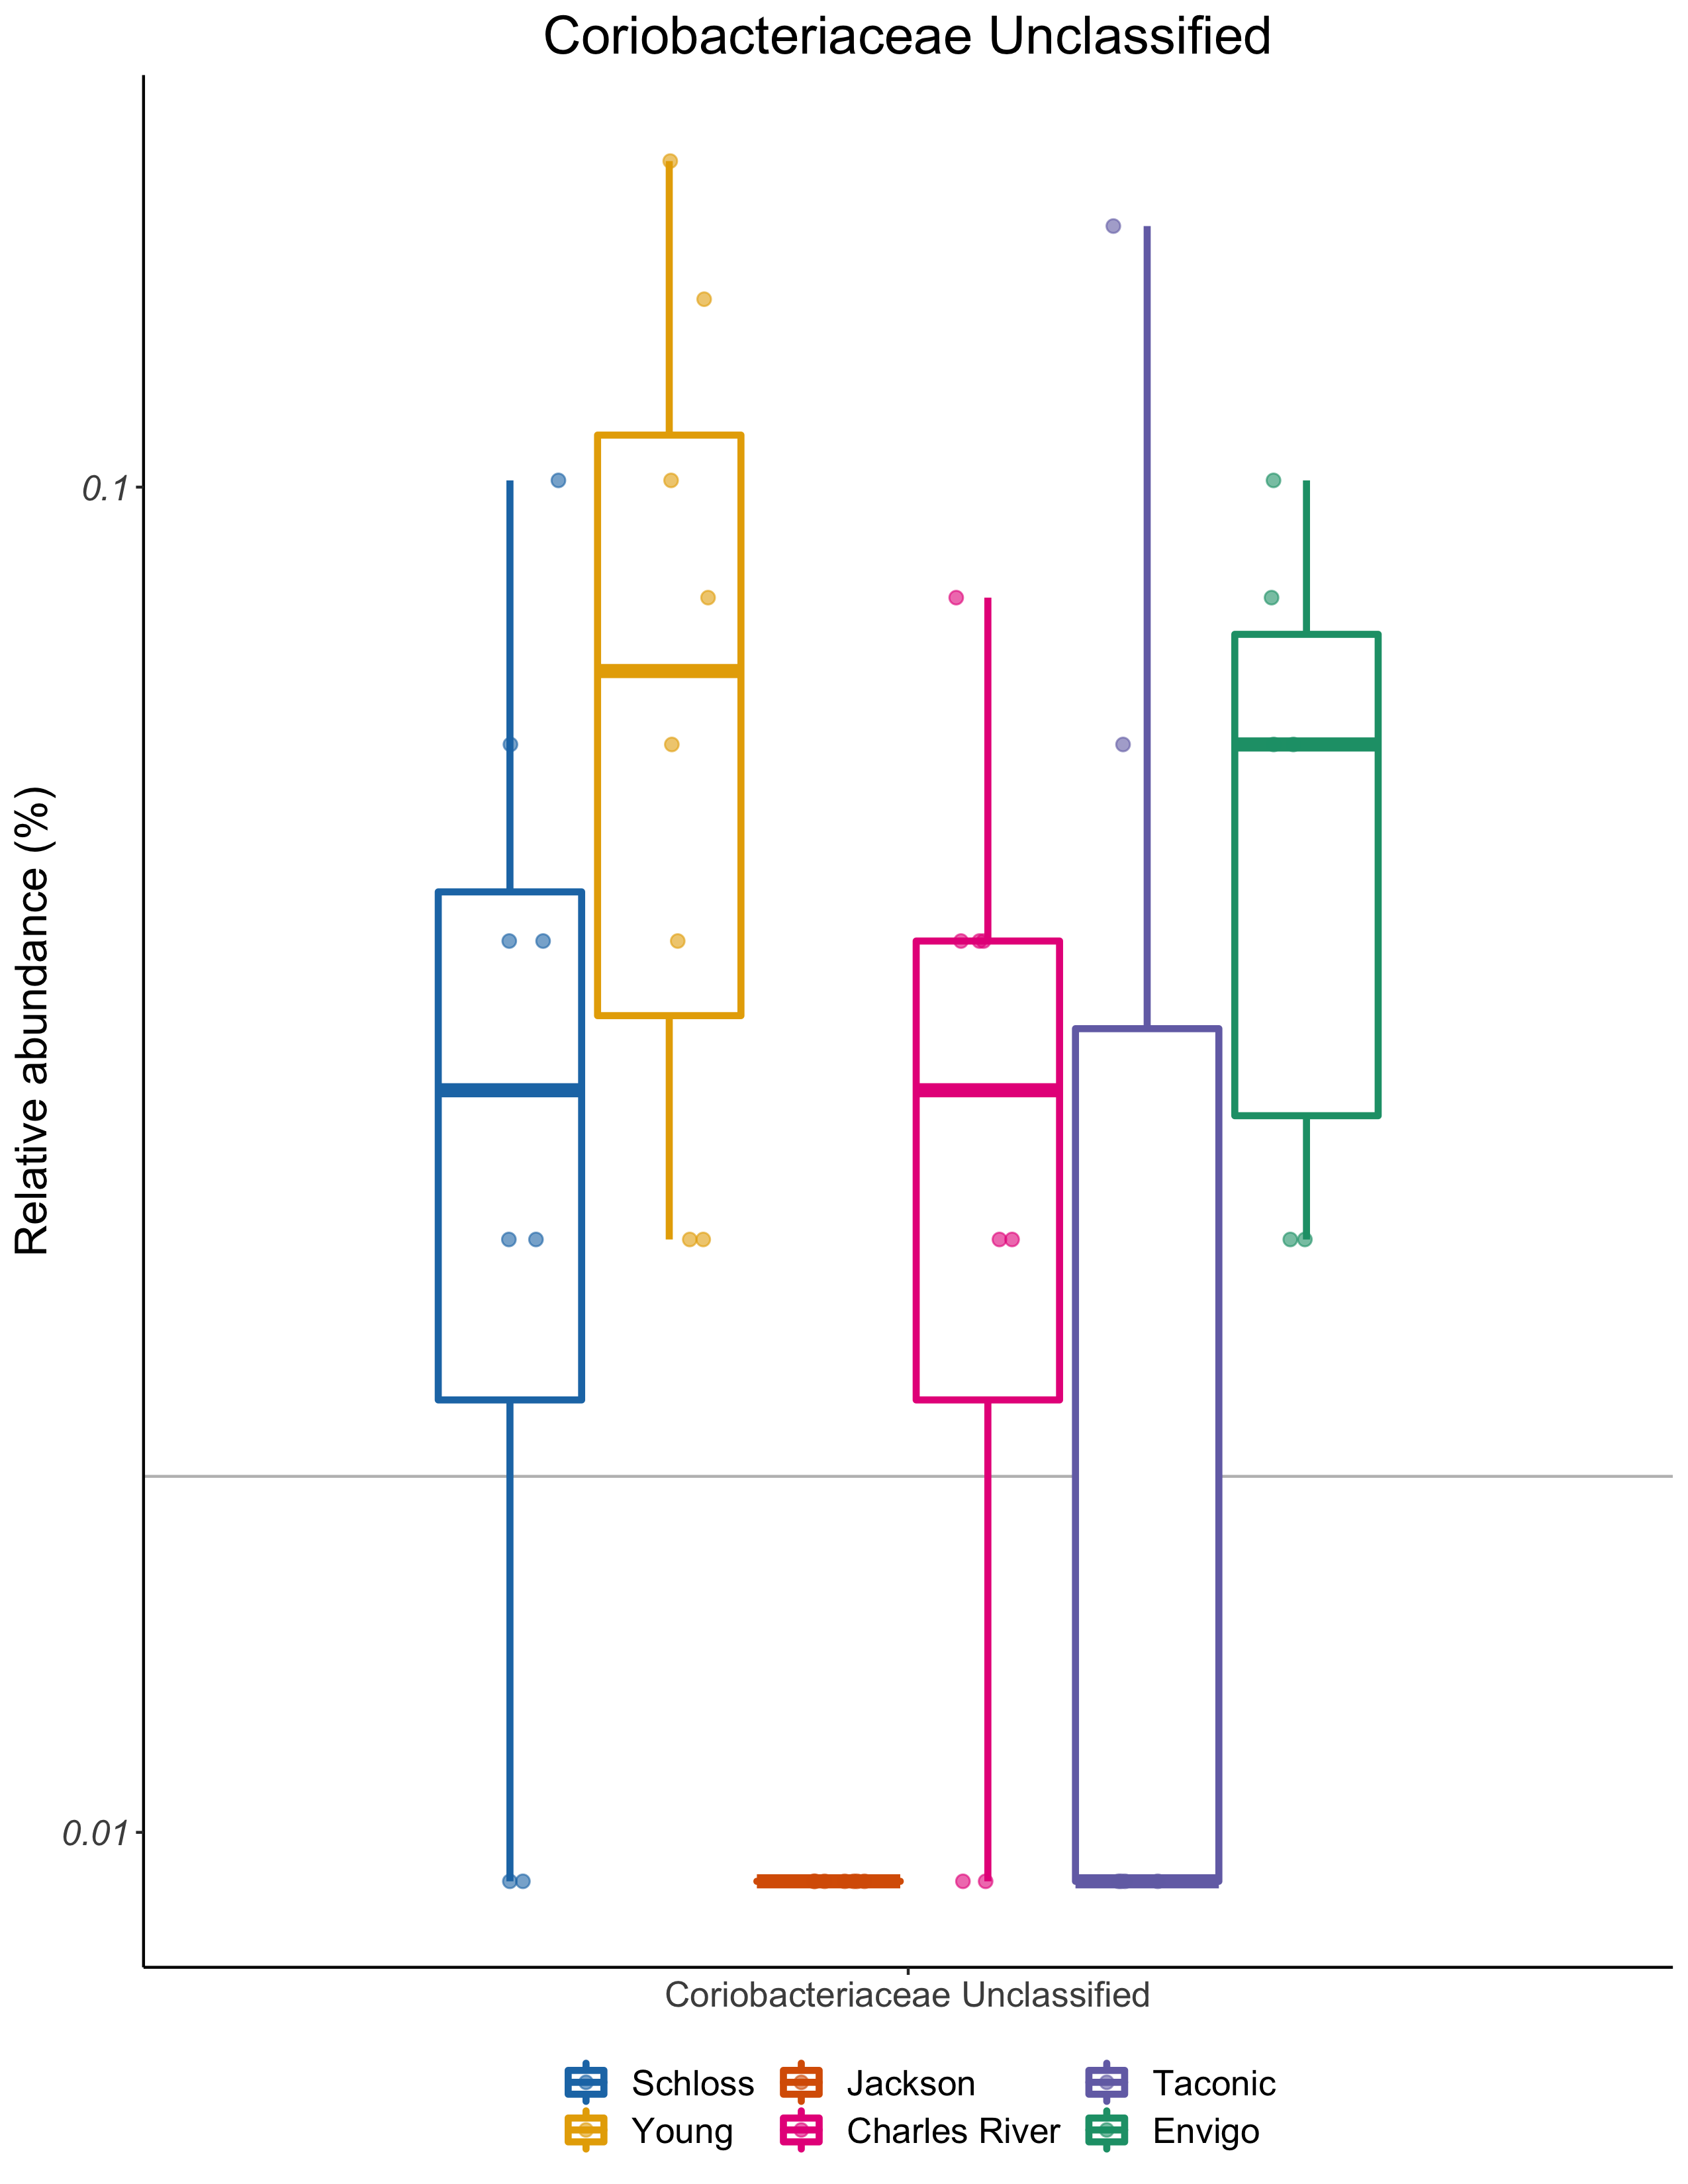 Coriobacteriaceae Unclassified
Relative abundance (%)
0.1
0.01
Coriobacteriaceae Unclassified
Schloss Jackson Taconic
Young Charles River Envigo